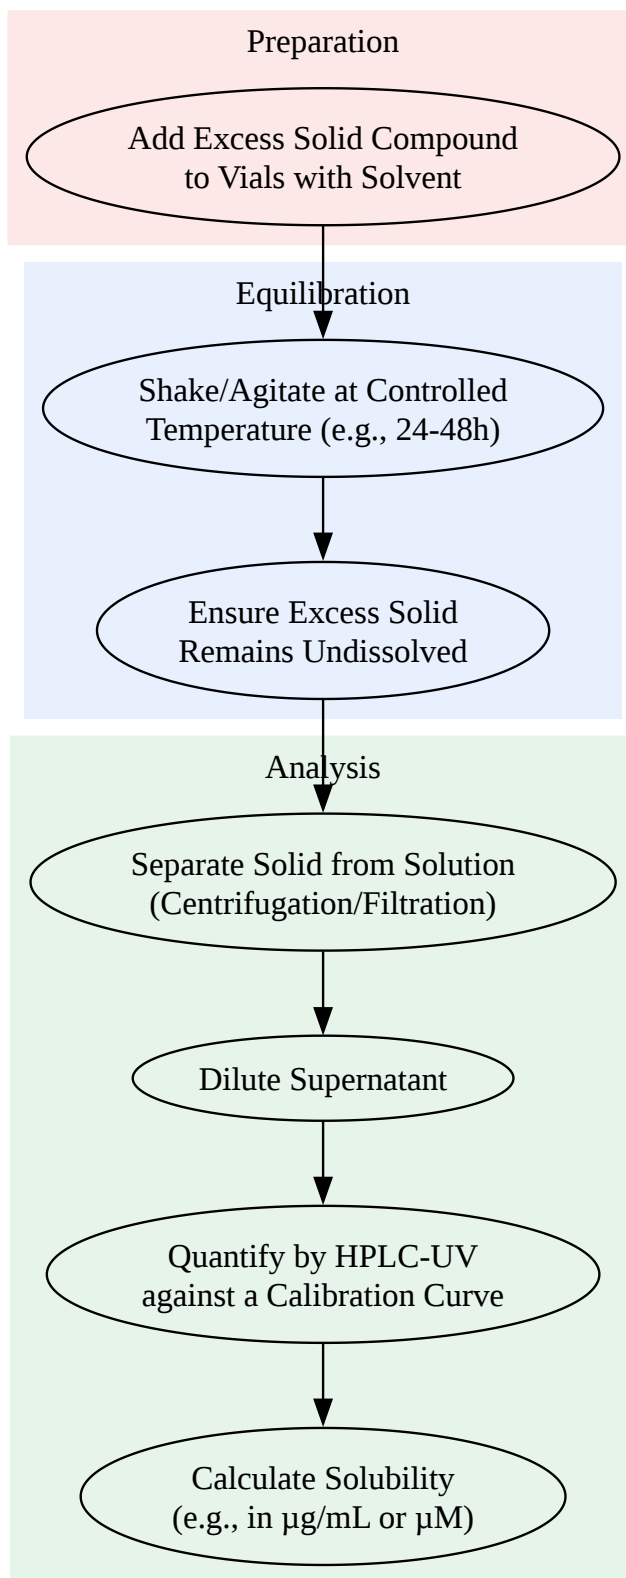 Preparation
Add Excess Solid Compound
to Vials with Solvent
Equilibration
Shake/Agitate at Controlled
Temperature (e.g., 24-48h)
Ensure Excess Solid
Remains Undissolved
Analysis
Separate Solid from Solution
(Centrifugation/Filtration)
Dilute Supernatant
Quantify by HPLC-UV
against a Calibration Curve
Calculate Solubility
(e.g., in µg/mL or µM)